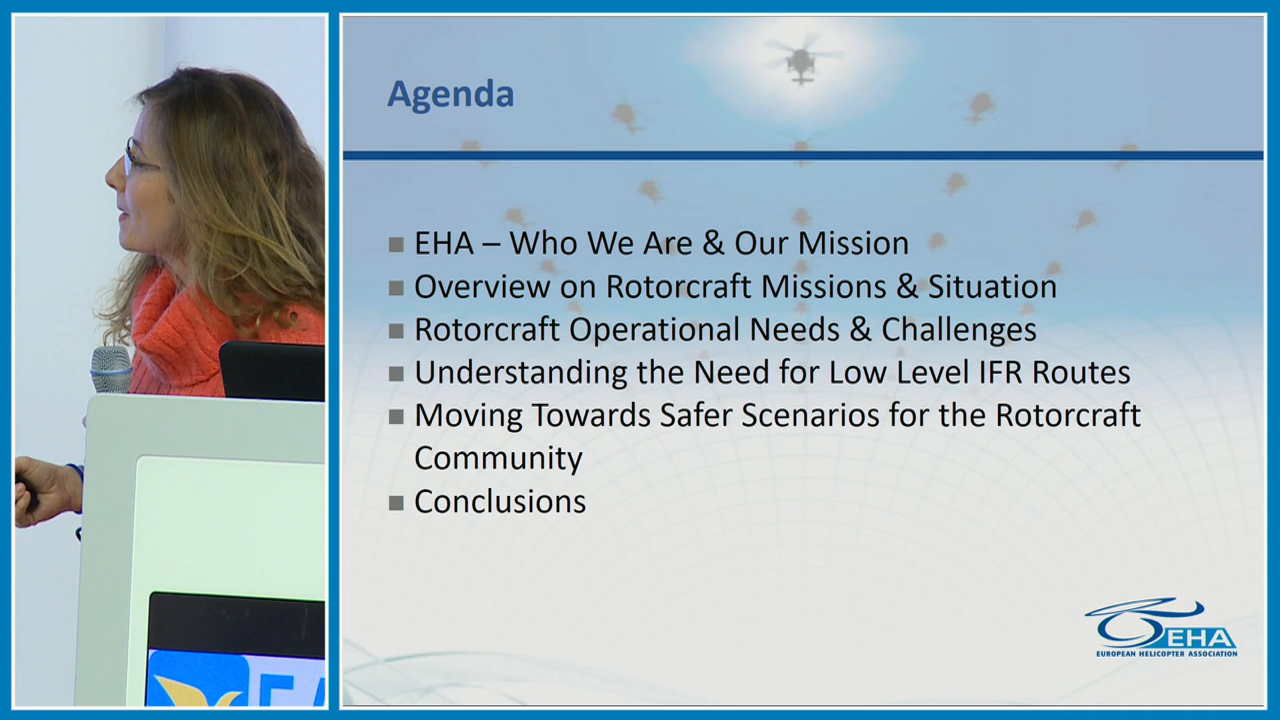 Agenda
■ EHA – Who We Are & Our Mission
■ Overview on Rotorcraft Missions & Situation
■ Rotorcraft Operational Needs & Challenges
■ Understanding the Need for Low Level IFR Routes
■ Moving Towards Safer Scenarios for the Rotorcraft
Community
■ Conclusions
EHA
EUROPEAN HELICOPTER ASSOCIATION